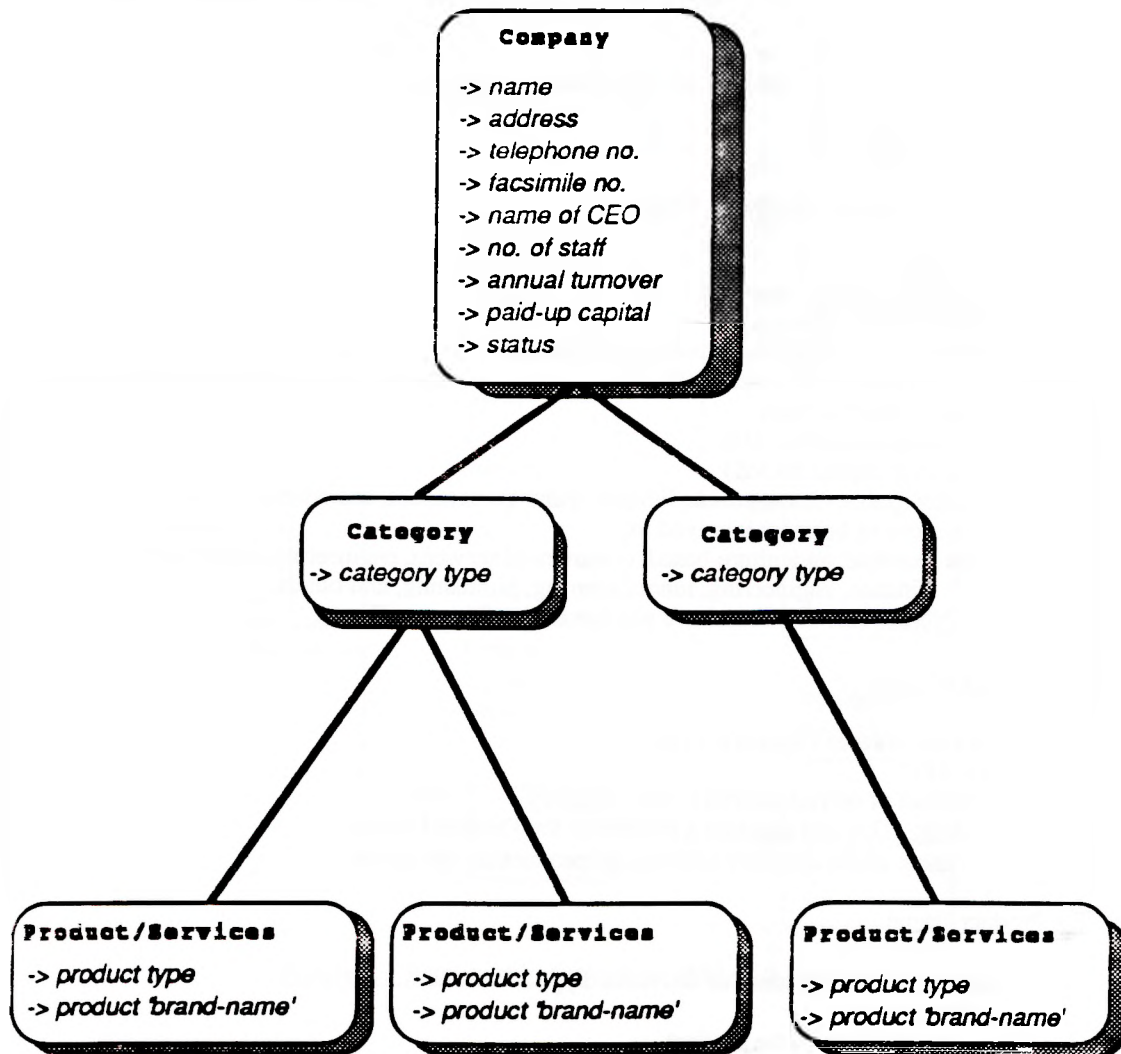 Company
-> name
-> address
-> telephone no.
-> facsimile no.
-> name of CEO
-> no. of staff
-> annual turnover
-> paid-up capital
-> status
Category
-> category type
Category
-> category type
Product/Services
-> product type
-> product 'brand-name'
Product/Services
-> product type
-> product 'brand-name'
Product/Services
-> product type
-> product 'brand-name'